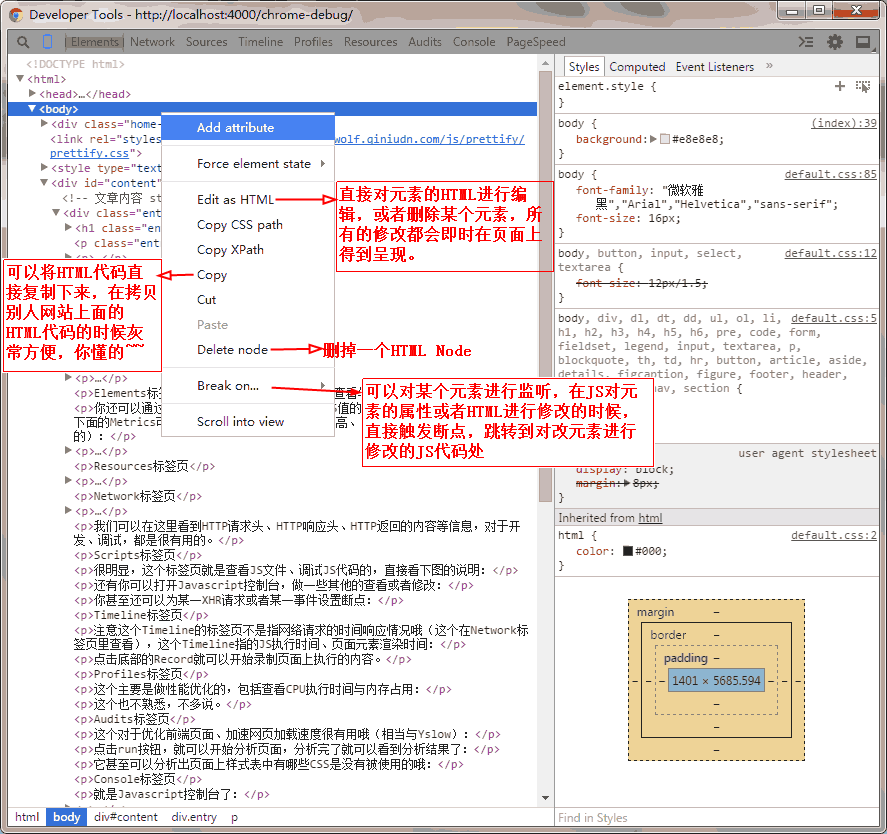 Developer Tools - http://localhost:4000/chrome-debug/
Elements Network Sources Timeline Profiles Resources Audits Console PageSpeed
<!DOCTYPE html>
<html>
<head>…</head>
<body>
<div class="home-
<link rel="styles
wolf.qiniudn.com/js/prettify/
prettify.css">
<style type="text
<div id="content"
<!-- 文章内容
<div class="ent
<h1 class="ent
<p class="ent
Add attribute
Force element state
Edit as HTML
Copy CSS path
Copy XPath
Copy
Cut
Paste
Delete node
Break on...
Scroll into view
直接对元素的HTML进行编
辑，或者删除某个元素，所
有的修改都会即时在页面上
得到呈现。
可以将HTML代码直
接复制下来，在拷贝
别人网站上面的
HTML代码的时候灰
常方便，你懂的~~
删掉一个HTML Node
可以对某个元素进行监听，在JS对元
素的属性或者HTML进行修改的时候，
直接触发断点，跳转到对改元素进行
修改的JS代码处
<p>…</p>
<p>Elements标
<p>你还可以通过
下面的Metrics可
的）：</p>
<p>…</p>
<p>Resources标签页</p>
<p>…</p>
<p>Network标签页</p>
<p>…</p>
<p>我们可以在这里看到HTTP请求头、HTTP响应头、HTTP返回的内容等信息，对于开
发、调试，都是很有用的。</p>
<p>Scripts标签页</p>
<p>很明显，这个标签页就是查看JS文件、调试JS代码的，直接看下图的说明：</p>
<p>还有你可以打开Javascript控制台，做一些其他的查看或者修改：</p>
<p>你甚至还可以为某一XHR请求或者某一事件设置断点：</p>
<p>Timeline标签页</p>
<p>注意这个Timeline的标签页不是指网络请求的时间响应情况哦（这个在Network标
签页里查看），这个Timeline指的JS执行时间、页面元素渲染时间：</p>
<p>点击底部的Record就可以开始录制页面上执行的内容。</p>
<p>Profiles标签页</p>
<p>这个主要是做性能优化的，包括查看CPU执行时间与内存占用：</p>
<p>这个也不熟悉，不多说。</p>
<p>Audits标签页</p>
<p>这个对于优化前端页面、加速网页加载速度很有用哦（相当与Yslow）：</p>
<p>点击run按钮，就可以开始分析页面，分析完了就可以看到分析结果了：</p>
<p>它甚至可以分析出页面上样式表中有哪些CSS是没有被使用的哦：</p>
<p>Console标签页</p>
<p>就是Javascript控制台了：</p>
html body div#content div.entry p
Styles Computed Event Listeners »
element.style {
}
body { (index):39
background: #e8e8e8;
}
body { default.css:85
font-family: "微软雅
黑","Arial","Helvetica","sans-serif";
font-size: 16px;
}
body, button, input, select, default.css:12
textarea {
font-size: 12px/1.5;
}
body, div, dl, dt, dd, ul, ol, li, default.css:5
h1, h2, h3, h4, h5, h6, pre, code, form,
fieldset, legend, input, textarea, p,
blockquote, th, td, hr, button, article, aside,
details, figcaption, figure, footer, header,
nav, section {
user agent stylesheet
display: block;
margin: 8px;
}
Inherited from html
html { default.css:2
color: #000;
}
margin –
border –
padding –
– – – 1401 × 5685.594 – – –
–
–
–
Find in Styles